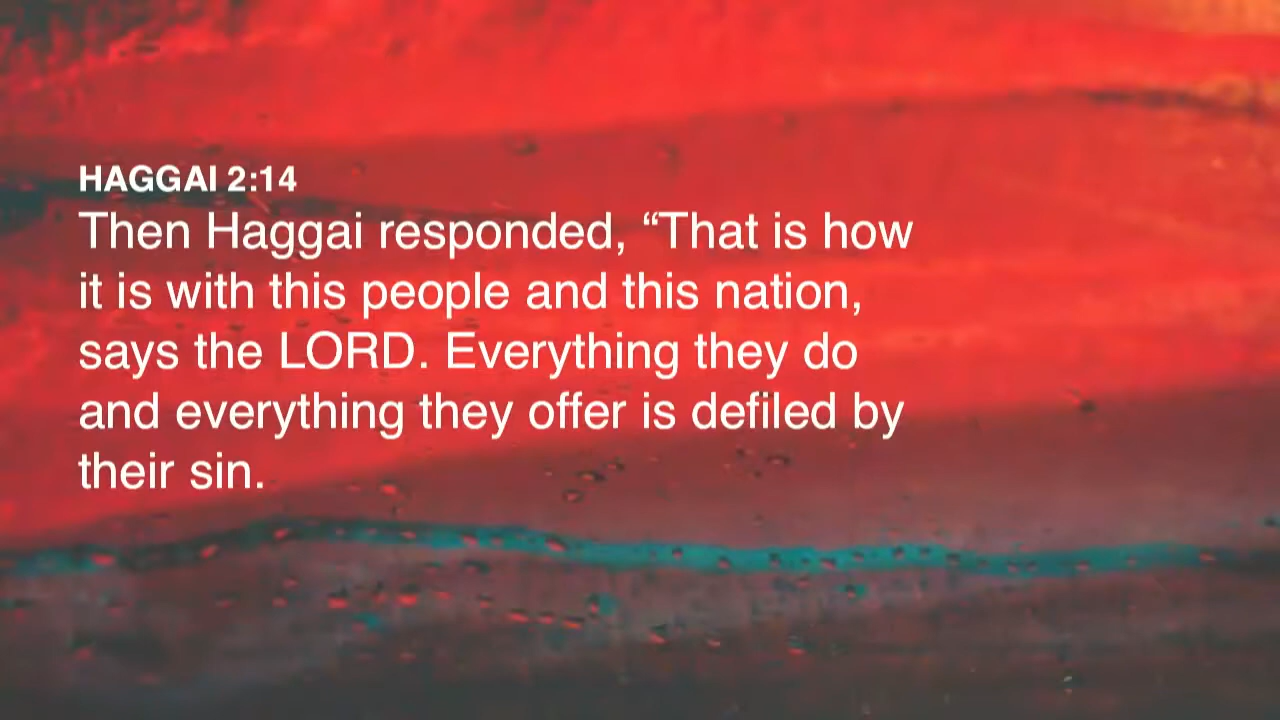 HAGGAI 2:14
Then Haggai responded, “That is how
it is with this people and this nation,
says the LORD. Everything they do
and everything they offer is defiled by
their sin.